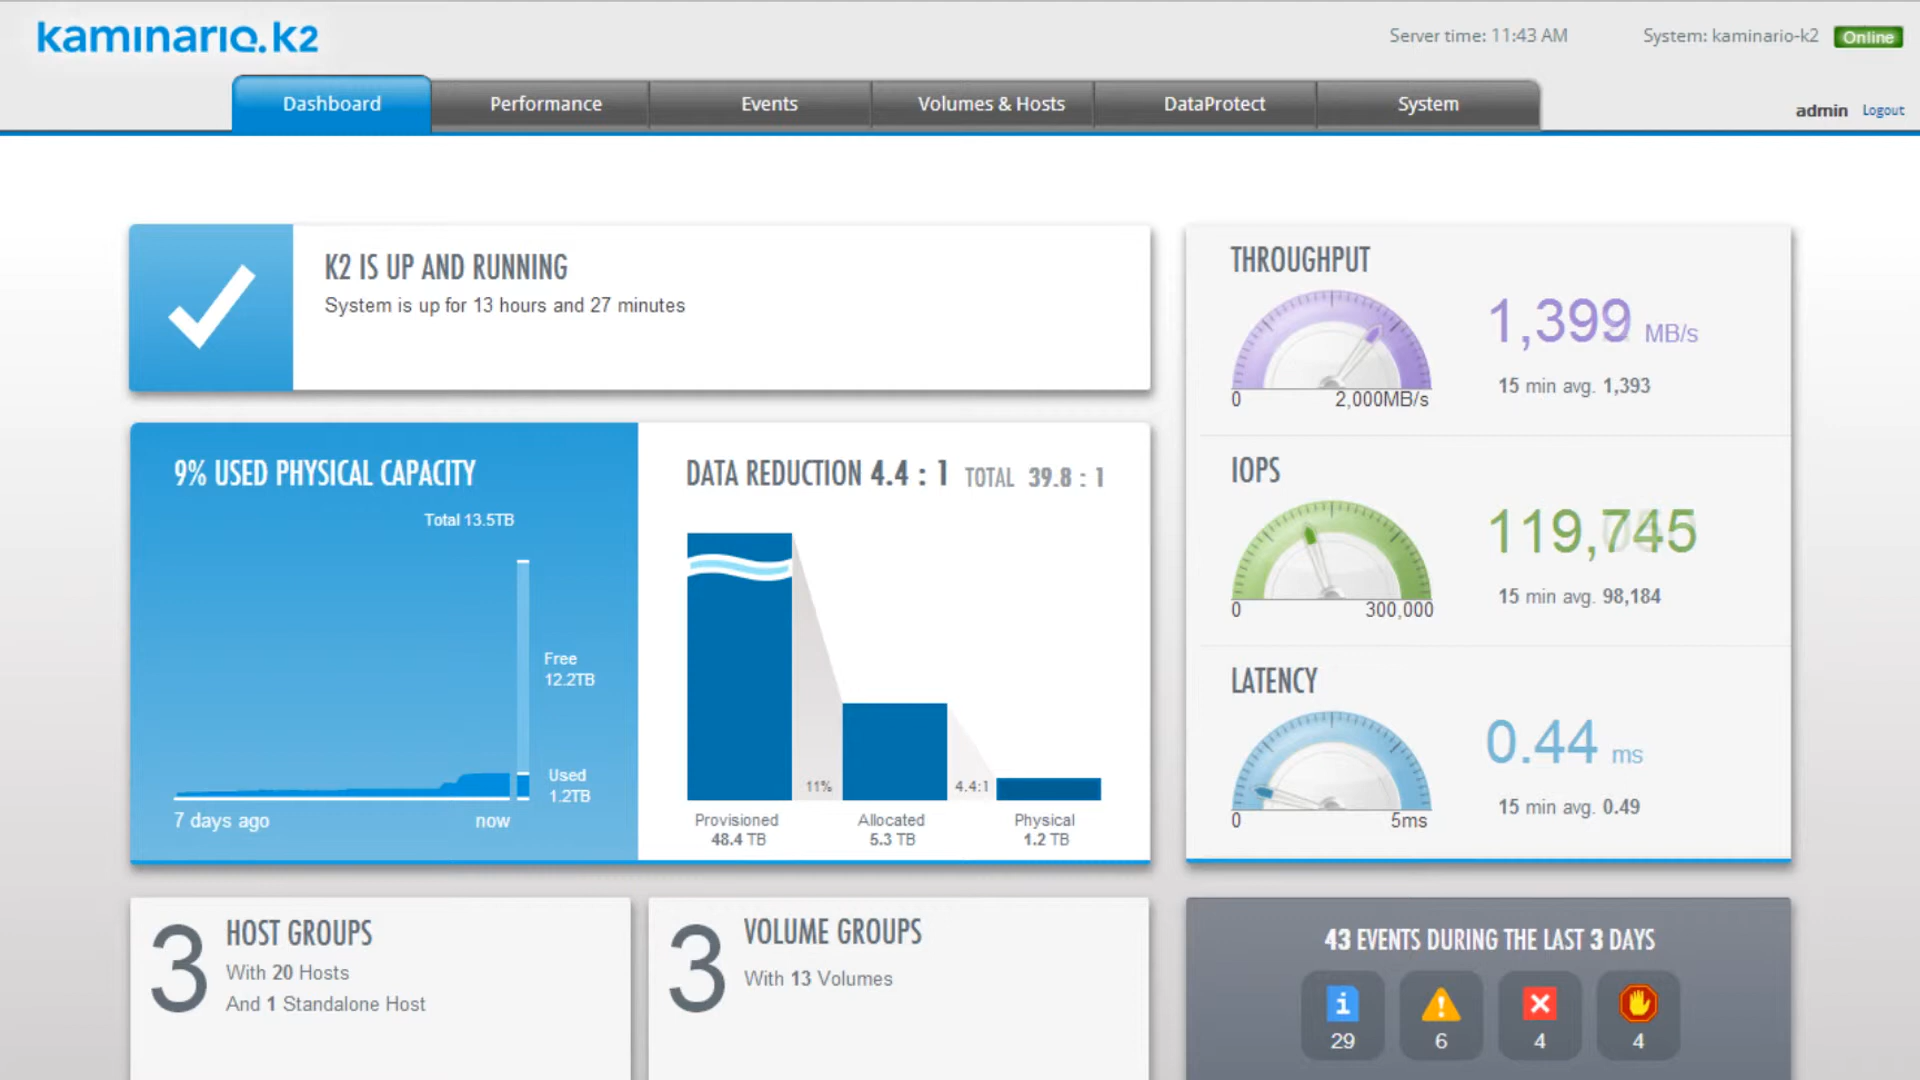 kaminario.k2
Server time: 11:43 AM
System: kaminario-k2
Online
Dashboard
Performance
Events
Volumes & Hosts
DataProtect
System
admin
Logout
K2 IS UP AND RUNNING
System is up for 13 hours and 27 minutes
9% USED PHYSICAL CAPACITY
Total 13.5TB
Free
12.2TB
Used
1.2TB
7 days ago
now
DATA REDUCTION 4.4 : 1 TOTAL 39.8 : 1
11%
4.4:1
Provisioned
48.4 TB
Allocated
5.3 TB
Physical
1.2 TB
THROUGHPUT
1,399 MB/s
15 min avg. 1,393
0
2,000MB/s
IOPS
119,745
15 min avg. 98,184
0
300,000
LATENCY
0.44 ms
15 min avg. 0.49
0
5ms
3
HOST GROUPS
With 20 Hosts
And 1 Standalone Host
3
VOLUME GROUPS
With 13 Volumes
43 EVENTS DURING THE LAST 3 DAYS
29
6
4
4